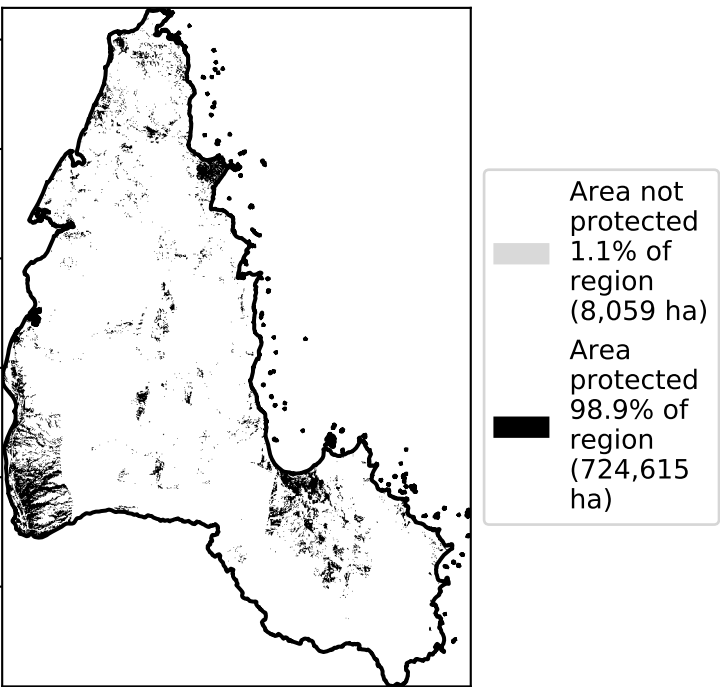 Area not
protected
1.1% of
region
(8,059 ha)
Area
protected
98.9% of
region
(724,615
ha)